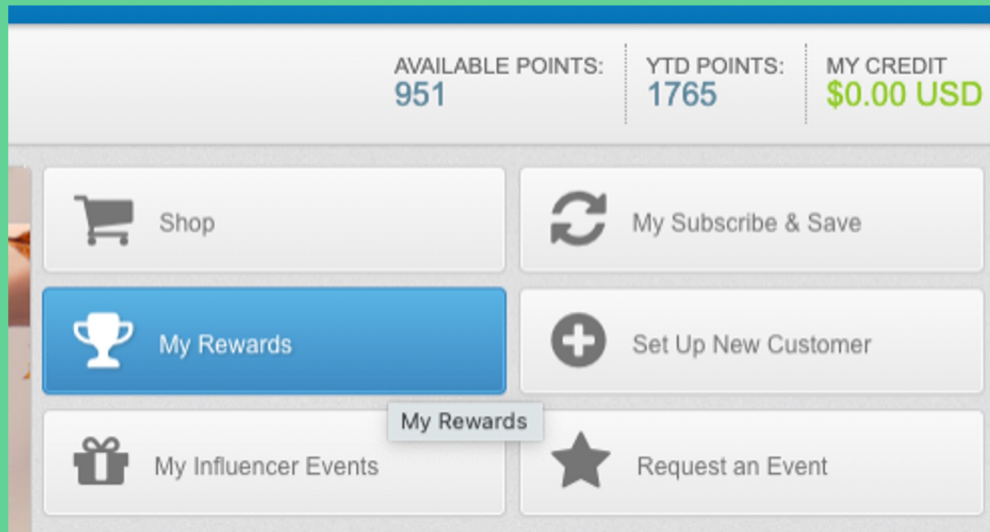 AVAILABLE POINTS: YTD POINTS: MY CREDIT
951 1765 $0.00 USD
Shop My Subscribe & Save
My Rewards Set Up New Customer
My Rewards
My Influencer Events Request an Event